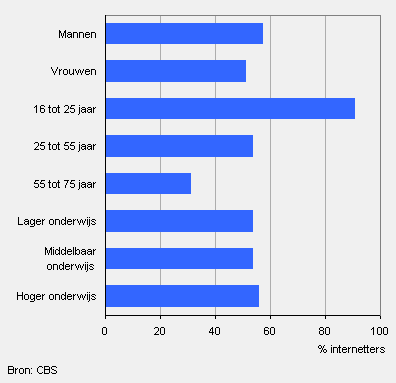 Mannen
Vrouwen
16 tot 25 jaar
25 tot 55 jaar
55 tot 75 jaar
Lager onderwijs
Middelbaar
onderwijs
Hoger onderwijs
0 20 40 60 80 100
% internetters
Bron: CBS